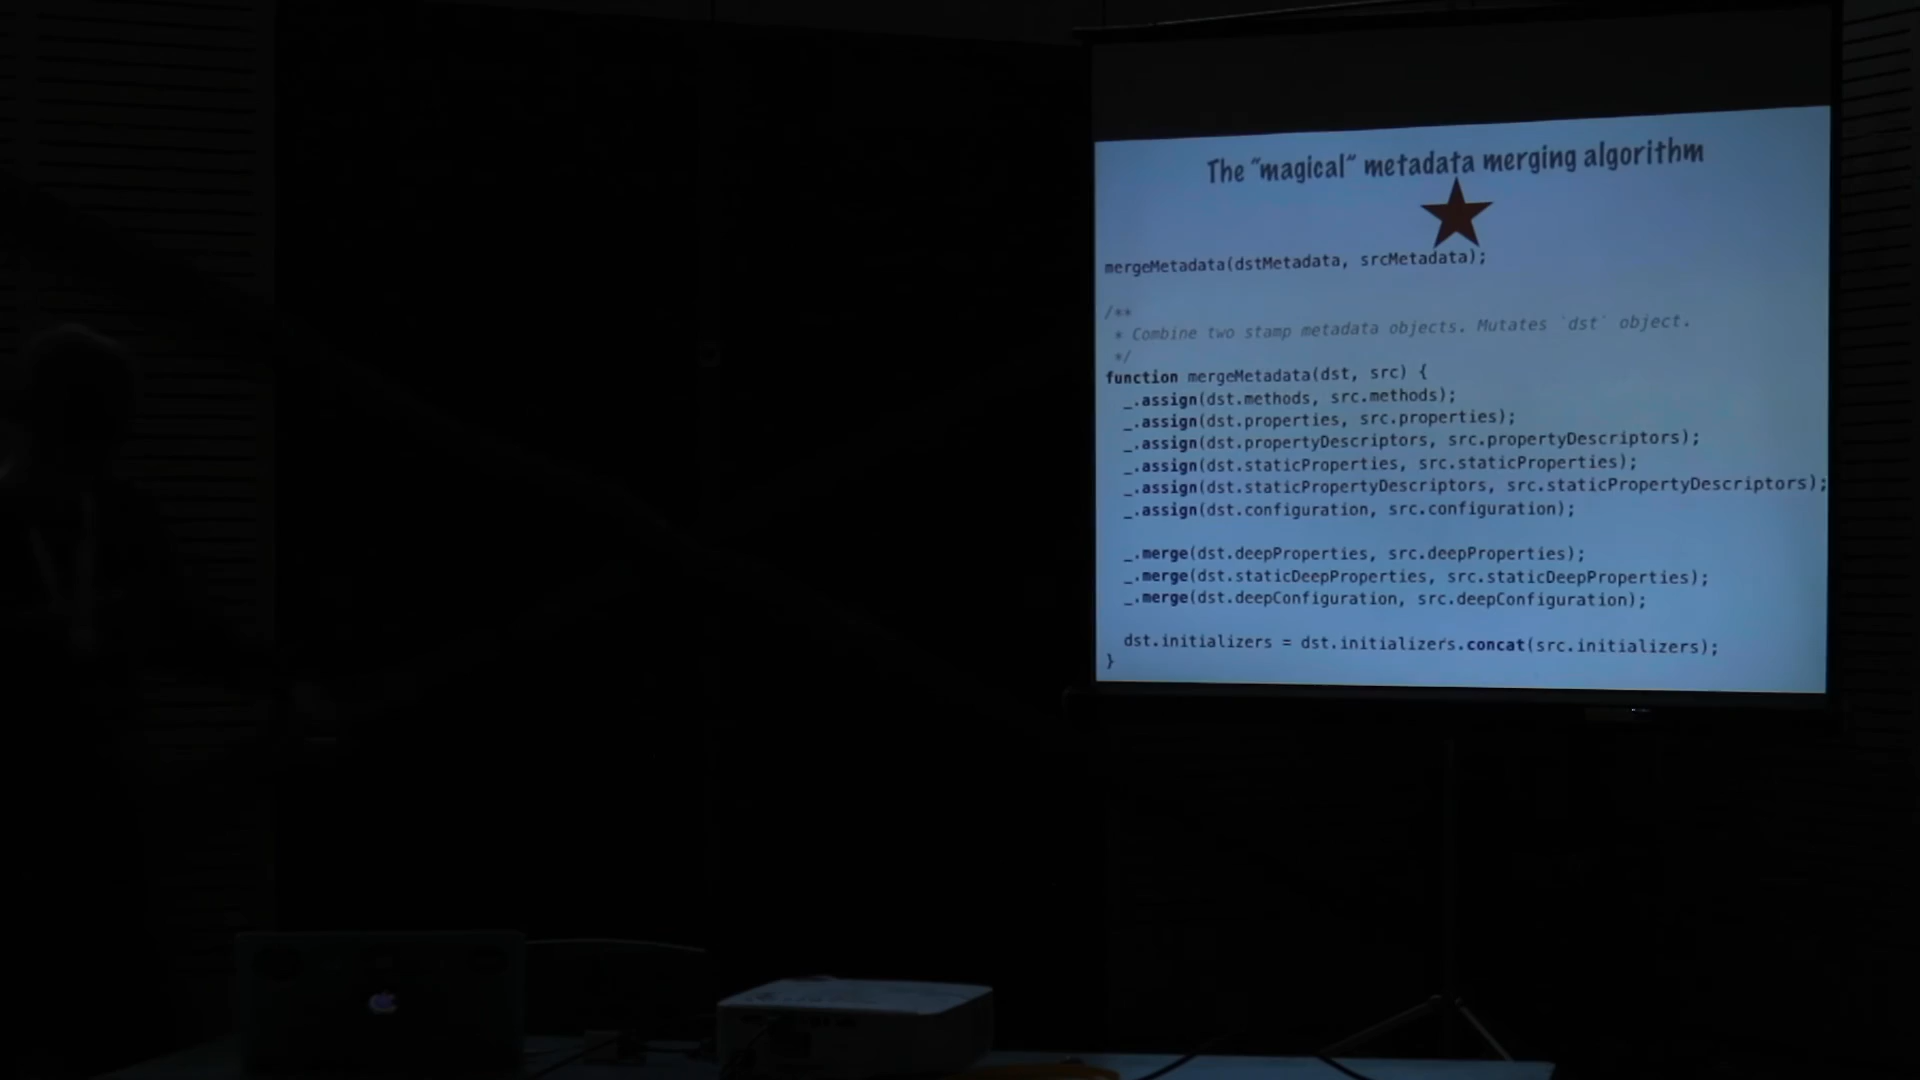 The "magical" metadata merging algorithm
mergeMetadata(dstMetadata, srcMetadata);
/**
* Combine two stamp metadata objects. Mutates `dst` object.
*/
function mergeMetadata(dst, src) {
_.assign(dst.methods, src.methods);
_.assign(dst.properties, src.properties);
_.assign(dst.propertyDescriptors, src.propertyDescriptors);
_.assign(dst.staticProperties, src.staticProperties);
_.assign(dst.staticPropertyDescriptors, src.staticPropertyDescriptors);
_.assign(dst.configuration, src.configuration);
_.merge(dst.deepProperties, src.deepProperties);
_.merge(dst.staticDeepProperties, src.staticDeepProperties);
_.merge(dst.deepConfiguration, src.deepConfiguration);
dst.initializers = dst.initializers.concat(src.initializers);
}